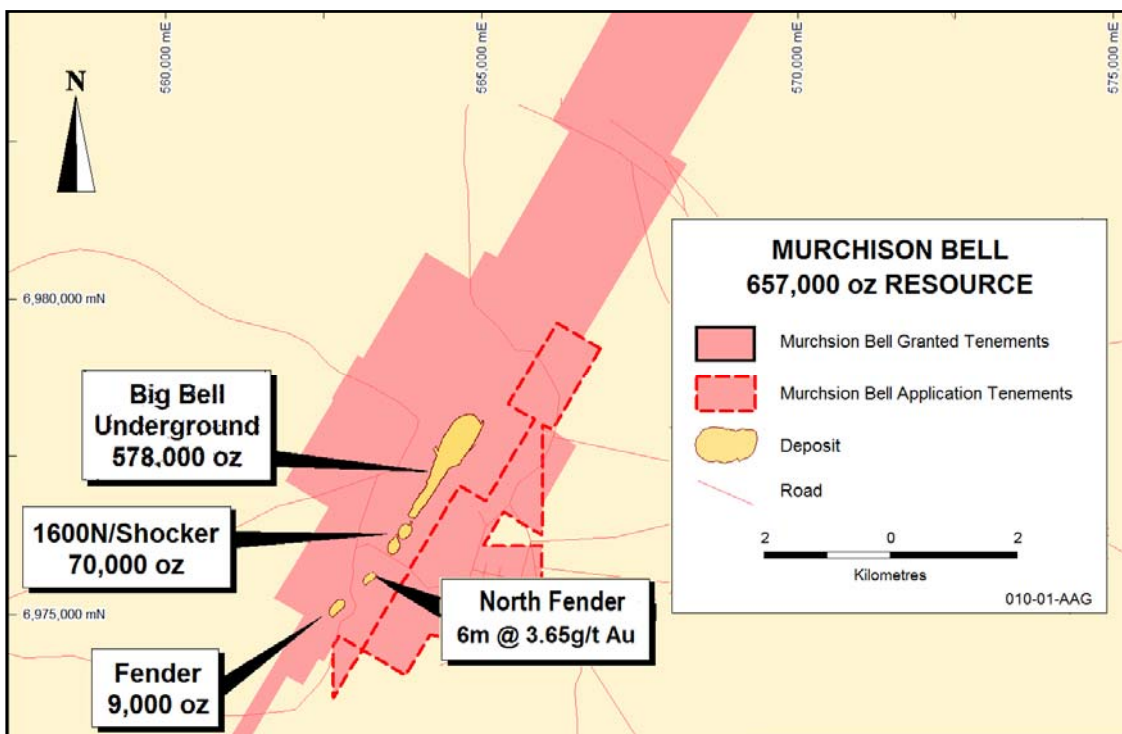 560,000 mE
565,000 mE
570,000 mE
575,000 mE
N
6,980,000 mN
6,975,000 mN
Big Bell
Underground
578,000 oz
1600N/Shocker
70,000 oz
Fender
9,000 oz
North Fender
6m @ 3.65g/t Au
MURCHISON BELL
657,000 oz RESOURCE
Murchsion Bell Granted Tenements
Murchsion Bell Application Tenements
Deposit
Road
2 0 2
Kilometres
010-01-AAG